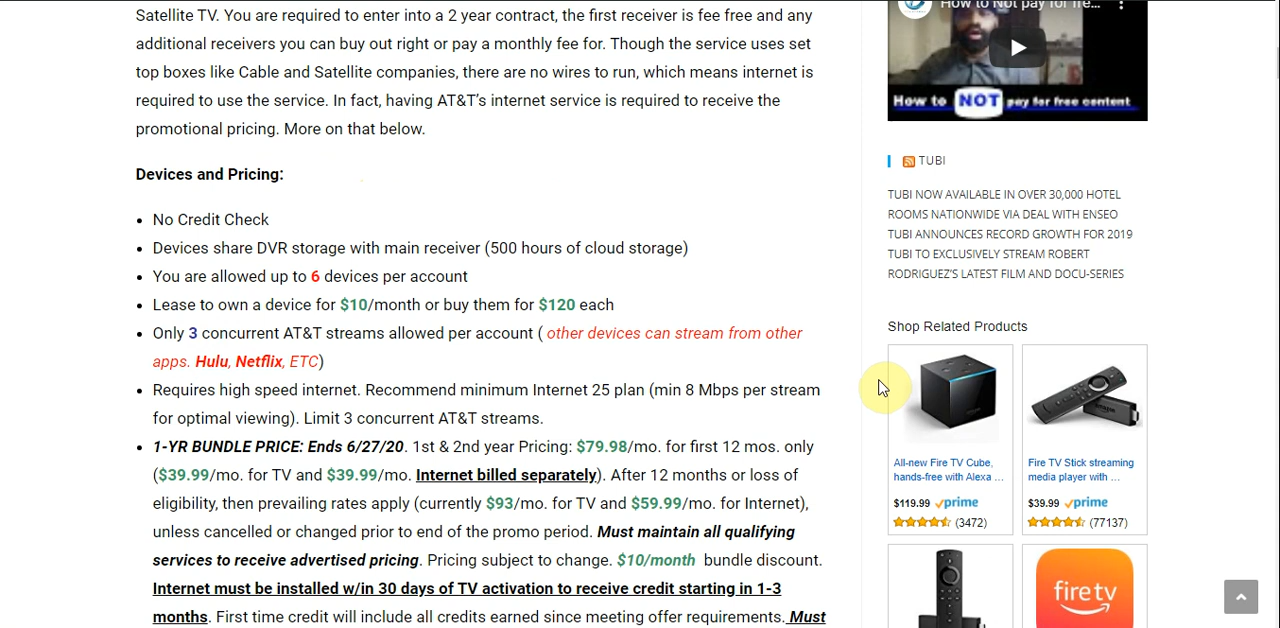 Satellite TV. You are required to enter into a 2 year contract, the first receiver is fee free and any
additional receivers you can buy out right or pay a monthly fee for. Though the service uses set
top boxes like Cable and Satellite companies, there are no wires to run, which means internet is
required to use the service. In fact, having AT&T's internet service is required to receive the
promotional pricing. More on that below.
Devices and Pricing:
• No Credit Check
• Devices share DVR storage with main receiver (500 hours of cloud storage)
• You are allowed up to 6 devices per account
• Lease to own a device for $10/month or buy them for $120 each
• Only 3 concurrent AT&T streams allowed per account ( other devices can stream from other
apps. Hulu, Netflix, ETC)
• Requires high speed internet. Recommend minimum Internet 25 plan (min 8 Mbps per stream
for optimal viewing). Limit 3 concurrent AT&T streams.
• 1-YR BUNDLE PRICE: Ends 6/27/20. 1st & 2nd year Pricing: $79.98/mo. for first 12 mos. only
($39.99/mo. for TV and $39.99/mo. Internet billed separately). After 12 months or loss of
eligibility, then prevailing rates apply (currently $93/mo. for TV and $59.99/mo. for Internet),
unless cancelled or changed prior to end of the promo period. Must maintain all qualifying
services to receive advertised pricing. Pricing subject to change. $10/month bundle discount.
Internet must be installed w/in 30 days of TV activation to receive credit starting in 1-3
months. First time credit will include all credits earned since meeting offer requirements. Must
How to Not pay for fre...
How to NOT pay for free content
TUBI
TUBI NOW AVAILABLE IN OVER 30,000 HOTEL
ROOMS NATIONWIDE VIA DEAL WITH ENSEO
TUBI ANNOUNCES RECORD GROWTH FOR 2019
TUBI TO EXCLUSIVELY STREAM ROBERT
RODRIGUEZ'S LATEST FILM AND DOCU-SERIES
Shop Related Products
All-new Fire TV Cube,
hands-free with Alexa ...
$119.99 prime
(3472)
Fire TV Stick streaming
media player with ...
$39.99 prime
(77137)
firetv